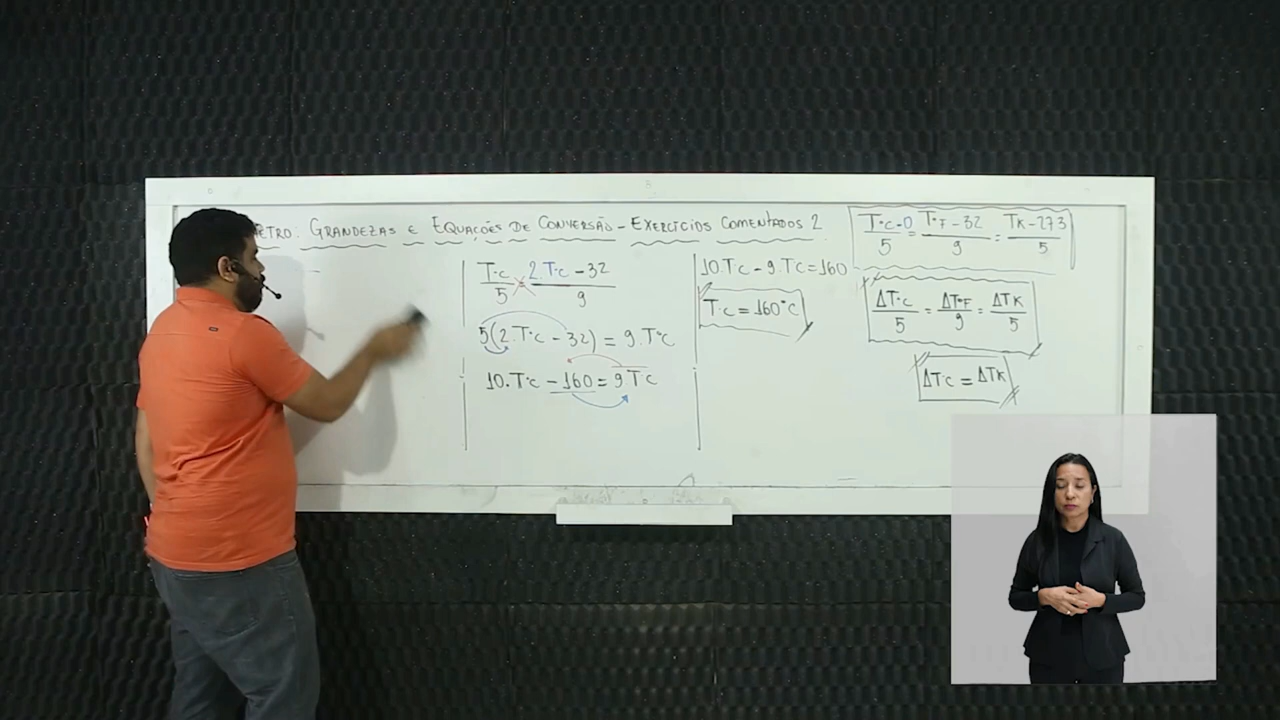 ETRO. GRANDEZAS E EQUAÇÕES DE CONVERSÃO - EXERCÍCIOS COMENTADOS 2
T°C/5 = 2.T°C - 32/9
5(2.T°C - 32) = 9.T°C
10.T°C - 160 = 9T°C
10.T°C - 9.T°C = 160
T°C = 160°C
T°C-0/5 = T°F-32/9 = TK-273/5
ΔT°C/5 = ΔT°F/9 = ΔTK/5
ΔT°C = ΔTK